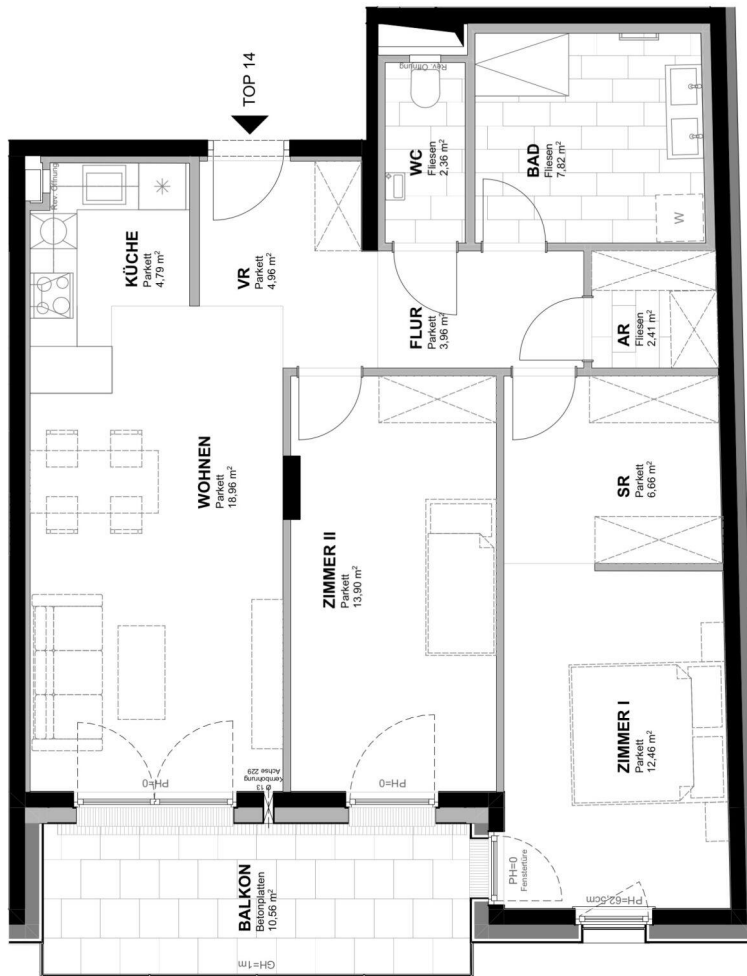 TOP 14
Rev. Öffnung
KÜCHE
Parkett
4,79 m²
VR
Parkett
4,96 m²
Rev. Öffnung
WC
Fliesen
2,36 m²
BAD
Fliesen
7,82 m²
W
FLUR
Parkett
3,96 m²
AR
Fliesen
2,41 m²
WOHNEN
Parkett
18,96 m²
ZIMMER II
Parkett
13,90 m²
SR
Parkett
6,66 m²
ZIMMER I
Parkett
12,46 m²
PH=0
Ø 13
Kernbohrung
Achse 229
PH=0
PH=0
Fenstertüre
PH=62,5cm
BALKON
Betonplatten
10,56 m²
GH=1m